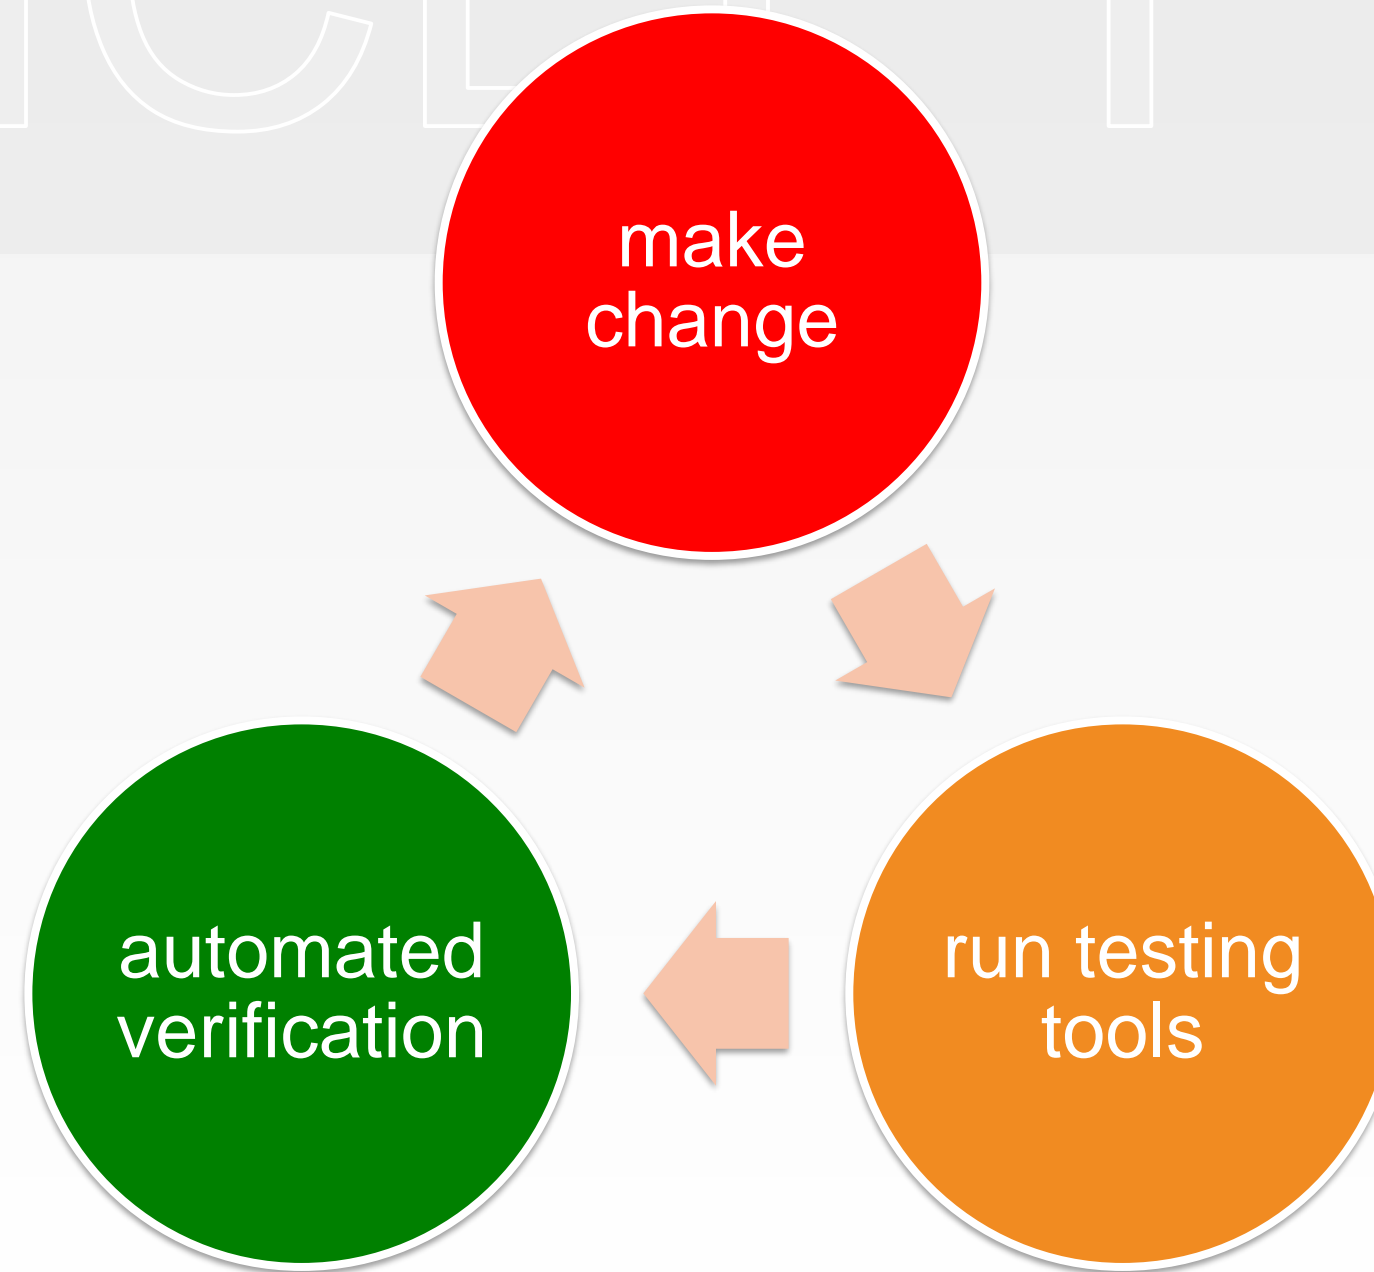 make
change
run testing
tools
automated
verification